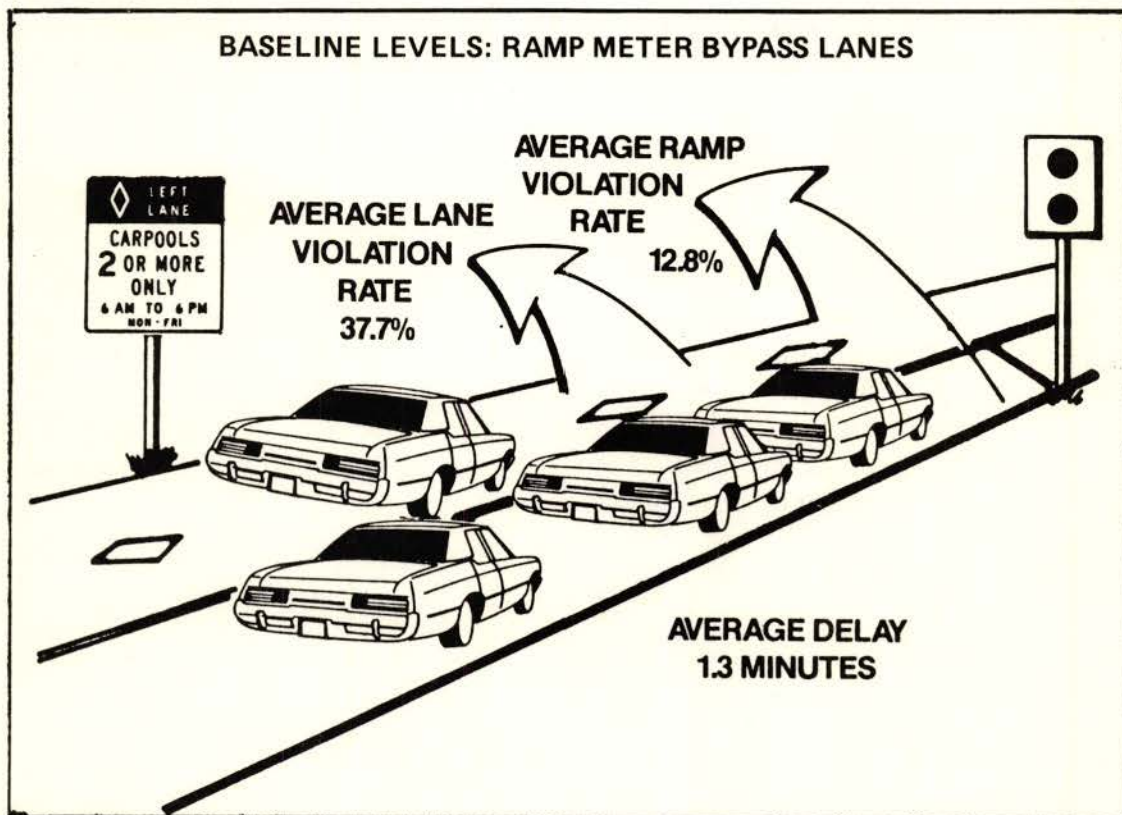 BASELINE LEVELS: RAMP METER BYPASS LANES
LEFT
LANE
CARPOOLS
2 OR MORE
ONLY
6 AM TO 6 PM
MON - FRI
AVERAGE LANE
VIOLATION
RATE
37.7%
AVERAGE RAMP
VIOLATION
RATE
12.8%
AVERAGE DELAY
1.3 MINUTES